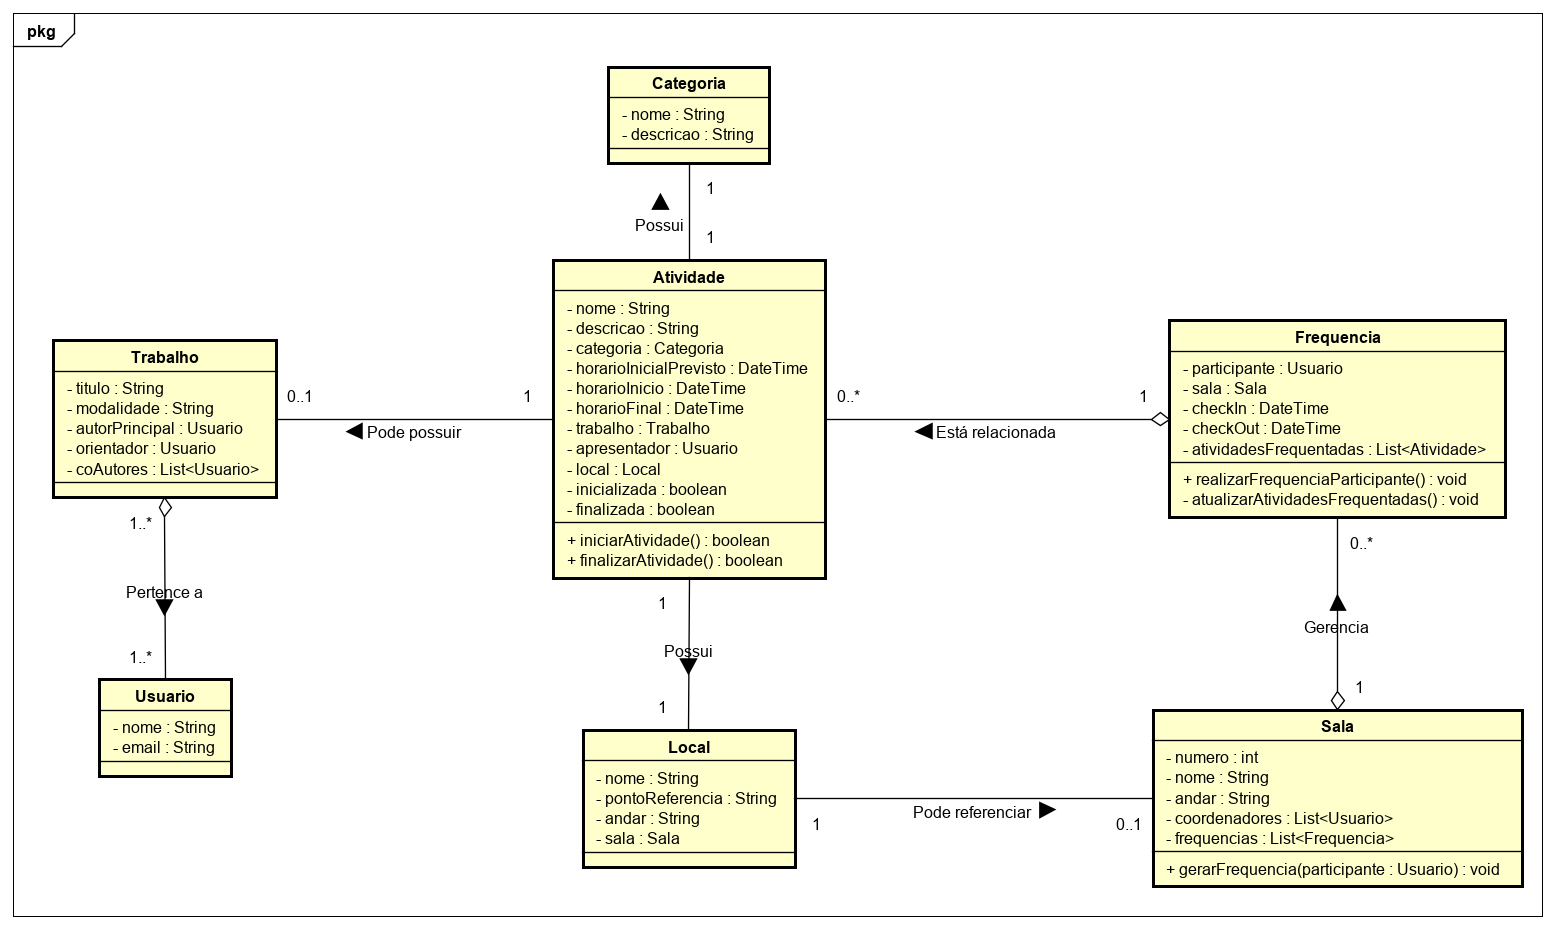 pkg
Categoria
- nome : String
- descricao : String
1
Possui
1
Atividade
- nome : String
- descricao : String
- categoria : Categoria
- horarioInicialPrevisto : DateTime
- horarioInicio : DateTime
- horarioFinal : DateTime
- trabalho : Trabalho
- apresentador : Usuario
- local : Local
- inicializada : boolean
- finalizada : boolean
+ iniciarAtividade() : boolean
+ finalizarAtividade() : boolean
Trabalho
- titulo : String
- modalidade : String
- autorPrincipal : Usuario
- orientador : Usuario
- coAutores : List<Usuario>
0..1
1
Pode possuir
Frequencia
- participante : Usuario
- sala : Sala
- checkIn : DateTime
- checkOut : DateTime
- atividadesFrequentadas : List<Atividade>
+ realizarFrequenciaParticipante() : void
- atualizarAtividadesFrequentadas() : void
0..*
1
Está relacionada
1..*
Pertence a
1..*
Usuario
- nome : String
- email : String
1
Possui
1
Local
- nome : String
- pontoReferencia : String
- andar : String
- sala : Sala
1
Pode referenciar
0..1
0..*
Gerencia
1
Sala
- numero : int
- nome : String
- andar : String
- coordenadores : List<Usuario>
- frequencias : List<Frequencia>
+ gerarFrequencia(participante : Usuario) : void